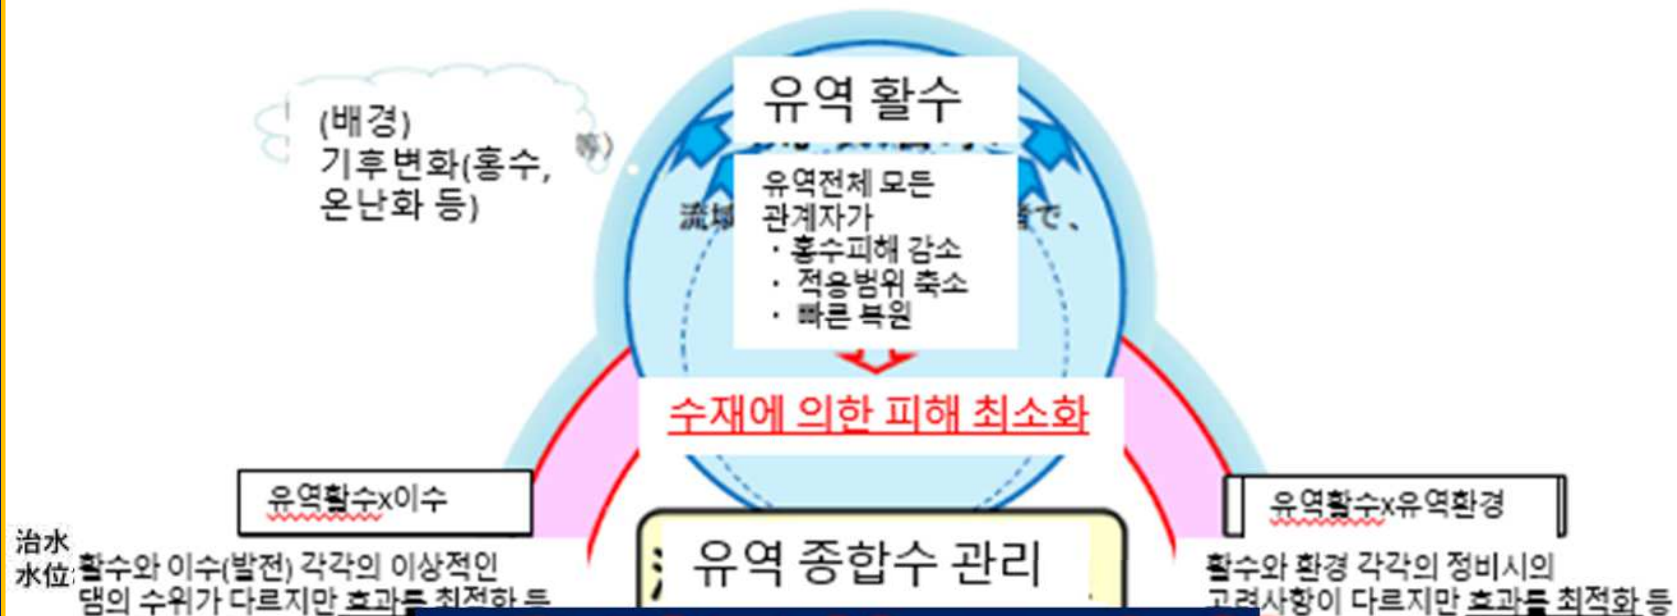 유역 활수
(배경)
기후변화(홍수,
온난화 등)
等)
유역전체 모든
관계자가
流域
で、
・홍수피해 감소
・ 적용범위 축소
・ 빠른 복원
수재에 의한 피해 최소화
유역활수x이수
유역활수x유역환경
治水
水位
활수와 이수(발전) 각각의 이상적인
댐의 수위가 다르지만 효과를 최적화 등
유역 종합수 관리
활수와 환경 각각의 정비시의
고려사항이 다르지만 효과를 최적화 등